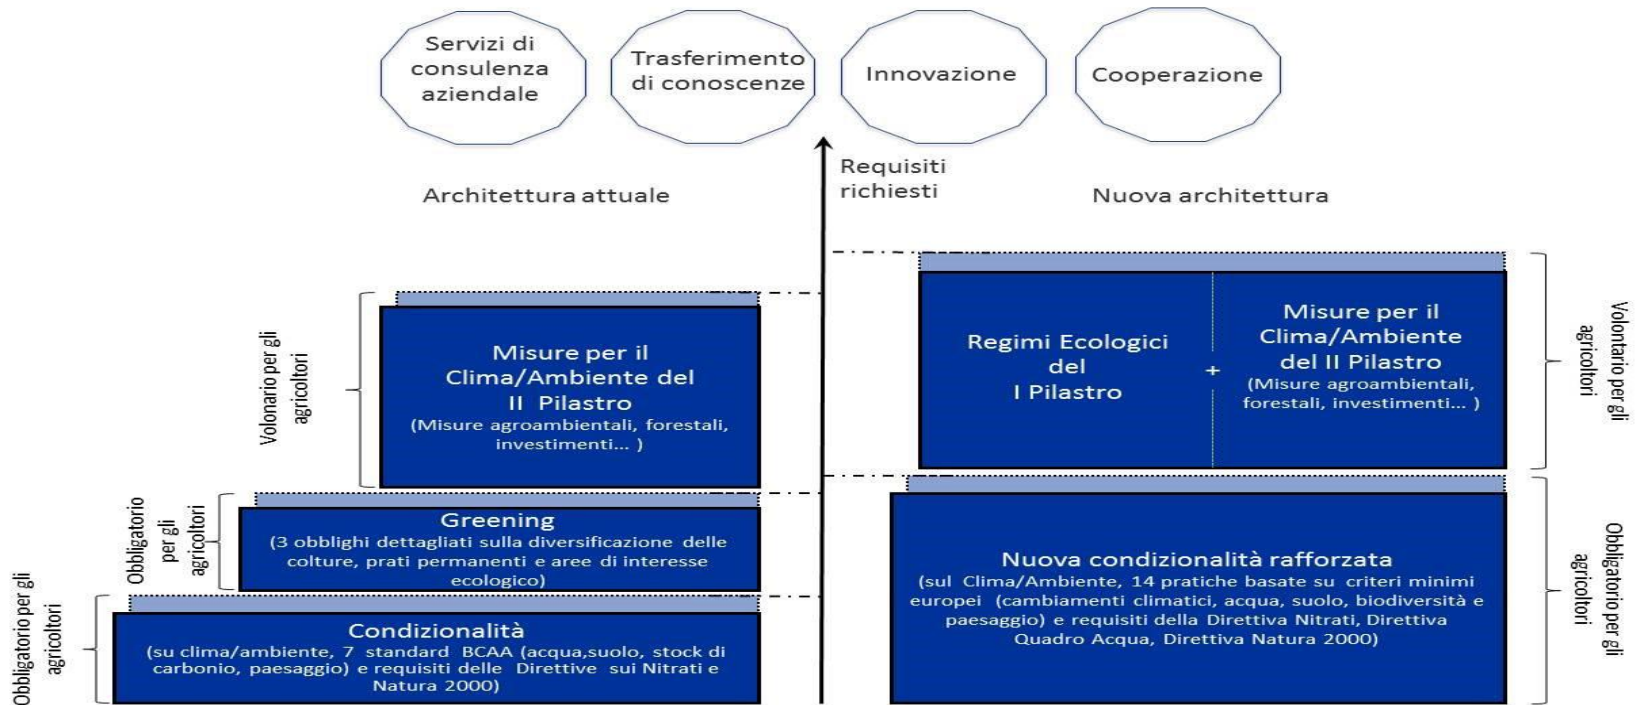 Servizi di
consulenza
aziendale
Trasferimento
di conoscenze
Innovazione
Cooperazione
Requisiti
richiesti
Architettura attuale
Nuova architettura
Volonario per gli
agricoltori
Misure per il
Clima/Ambiente del
II Pilastro
(Misure agroambientali, forestali,
investimenti... )
Obbligatorio
per gli
agricoltori
Greening
(3 obblighi dettagliati sulla diversificazione delle
colture, prati permanenti e aree di interesse
ecologico)
Obbligatorio per gli
agricoltori
Condizionalità
(su clima/ambiente, 7 standard BCAA (acqua,suolo, stock di
carbonio, paesaggio) e requisiti delle Direttive sui Nitrati e
Natura 2000)
Regimi Ecologici
del
I Pilastro
+
Misure per il
Clima/Ambiente
del II Pilastro
(Misure agroambientali,
forestali, investimenti... )
Volontario per gli
agricoltori
Nuova condizionalità rafforzata
(sul Clima/Ambiente, 14 pratiche basate su criteri minimi
europei (cambiamenti climatici, acqua, suolo, biodiversità e
paesaggio) e requisiti della Direttiva Nitrati, Direttiva
Quadro Acqua, Direttiva Natura 2000)
Obbligatorio per gli
agricoltori